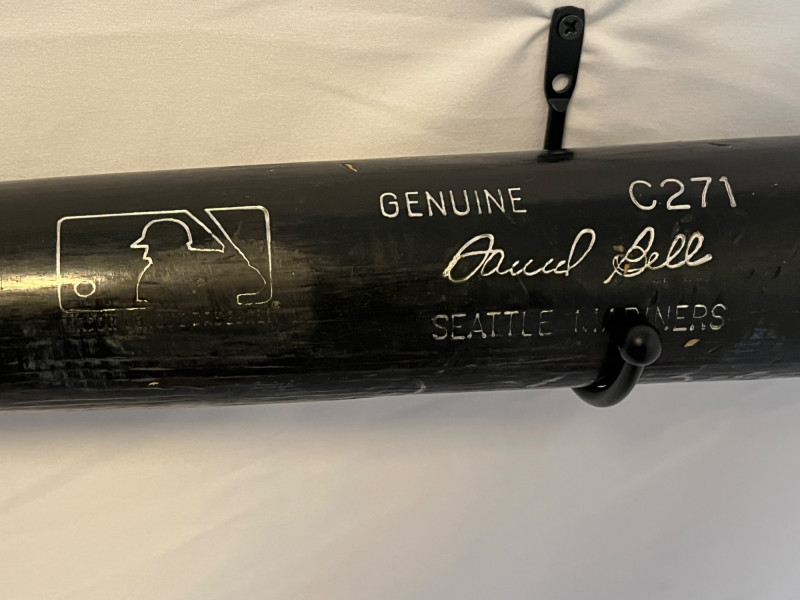 GENUINE C271
David Bell
SEATTLE MARINERS